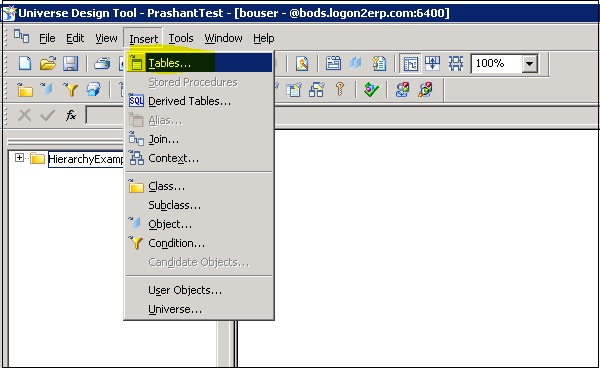 Universe Design Tool - PrashantTest - [bouser - @bods.logon2erp.com:6400]
File Edit View Insert Tools Window Help
Tables...
100%
Stored Procedures
SQL Derived Tables...
Alias...
fx
Join...
Context...
HierarchyExamp
Class...
Subclass...
Object...
Condition...
Candidate Objects...
User Objects...
Universe...